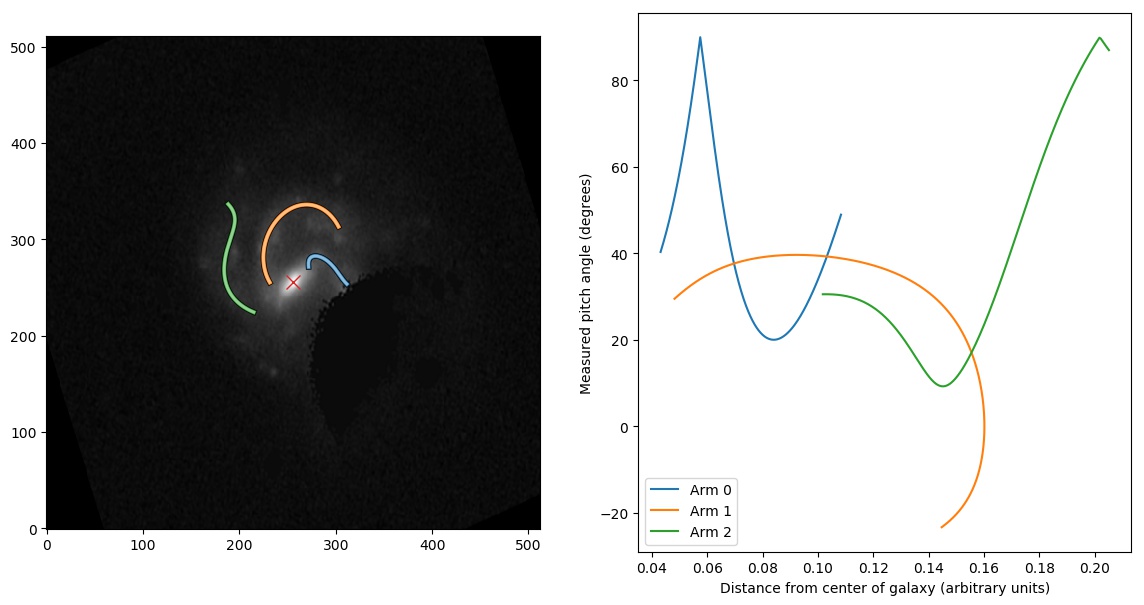 500
400
300
200
100
0
0 100 200 300 400 500
Measured pitch angle (degrees)
80
60
40
20
0
−20
Arm 0
Arm 1
Arm 2
0.04 0.06 0.08 0.10 0.12 0.14 0.16 0.18 0.20
Distance from center of galaxy (arbitrary units)